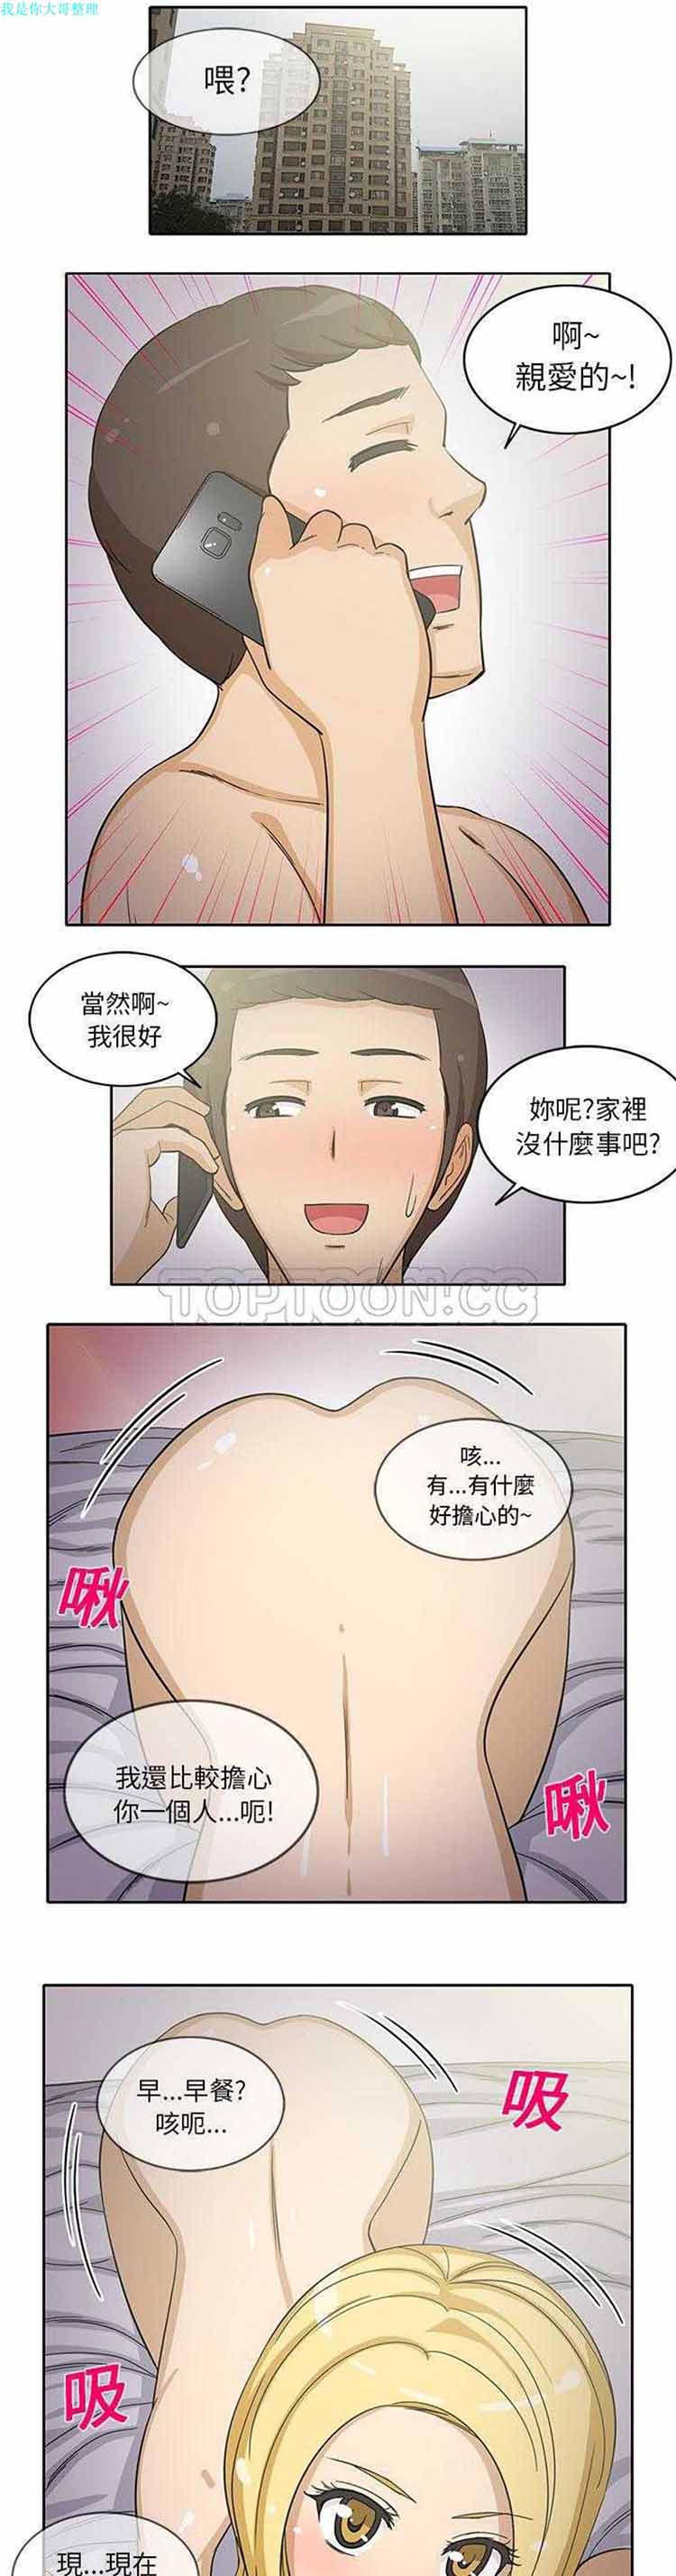 我是你大哥整理
喂?
啊~
親愛的~!
當然啊~
我很好
妳呢?家裡
沒什麼事吧?
TOPTOON.CC
咳...
有...有什麼
好擔心的~
啾
我還比較擔心
你一個人...呃!
啾
早...早餐?
咳呃...
吸
吸
現...現在